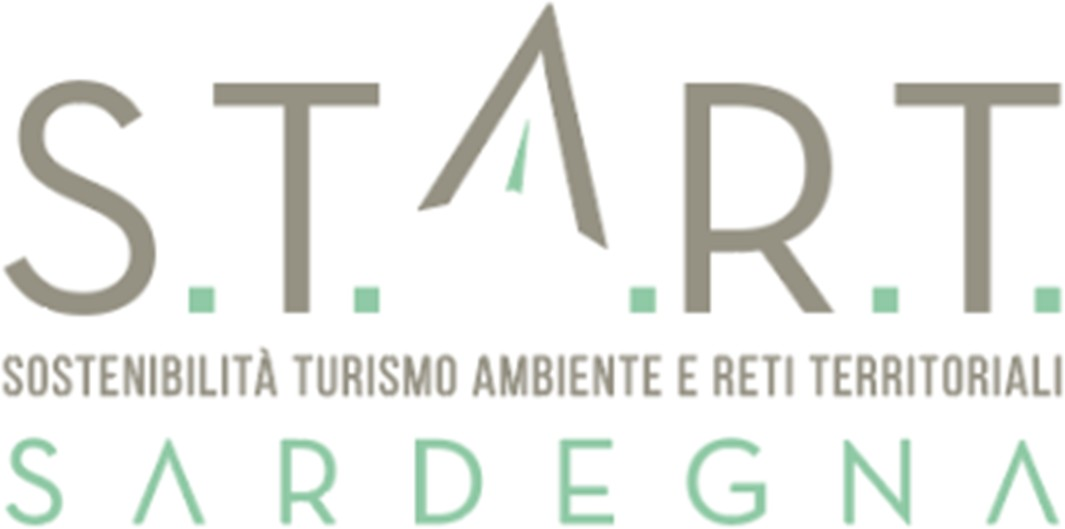 S.T.A.R.T.
SOSTENIBILITÀ TURISMO AMBIENTE E RETI TERRITORIALI
SARDEGNA